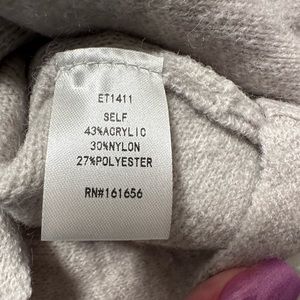 ET1411
SELF
43%ACRYLIC
30%NYLON
27%POLYESTER
RN#161656